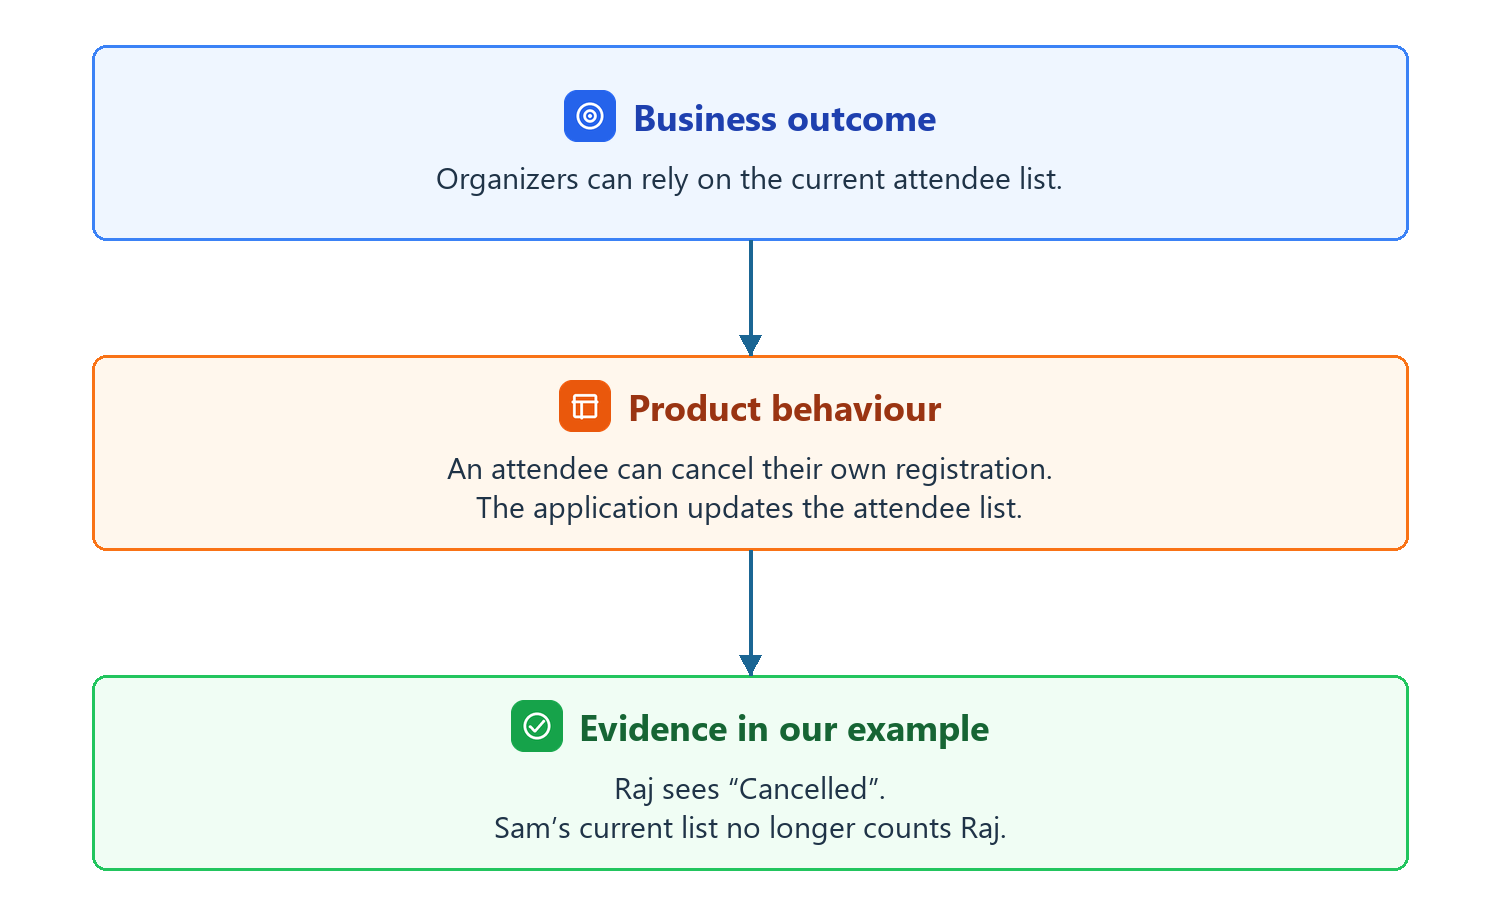 Business outcome
Organizers can rely on the current attendee list.
Product behaviour
An attendee can cancel their own registration.
The application updates the attendee list.
Evidence in our example
Raj sees “Cancelled”.
Sam’s current list no longer counts Raj.